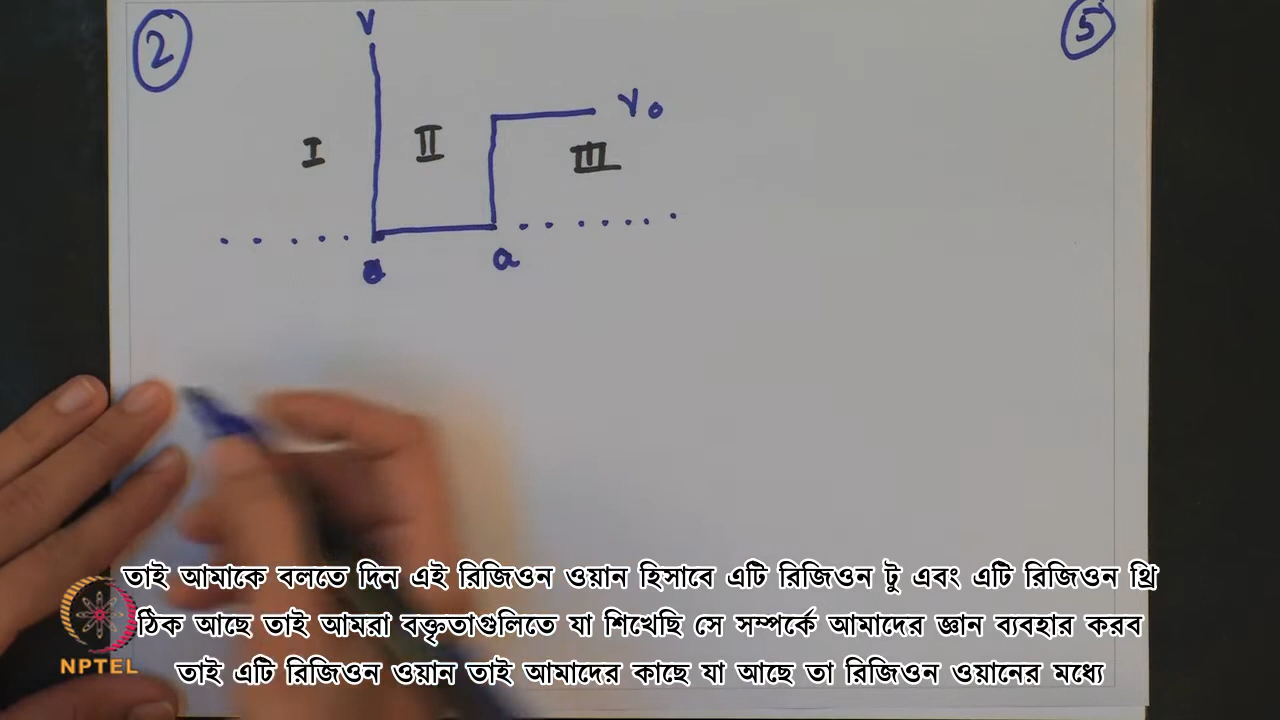 2
5
V
V₀
I
II
III
0
a
তাই আমাকে বলতে দিন এই রিজিওন ওয়ান হিসাবে এটি রিজিওন টু এবং এটি রিজিওন থ্রি
ঠিক আছে তাই আমরা বক্তৃতাগুলিতে যা শিখেছি সে সম্পর্কে আমাদের জ্ঞান ব্যবহার করব
তাই এটি রিজিওন ওয়ান তাই আমাদের কাছে যা আছে তা রিজিওন ওয়ানের মধ্যে
NPTEL